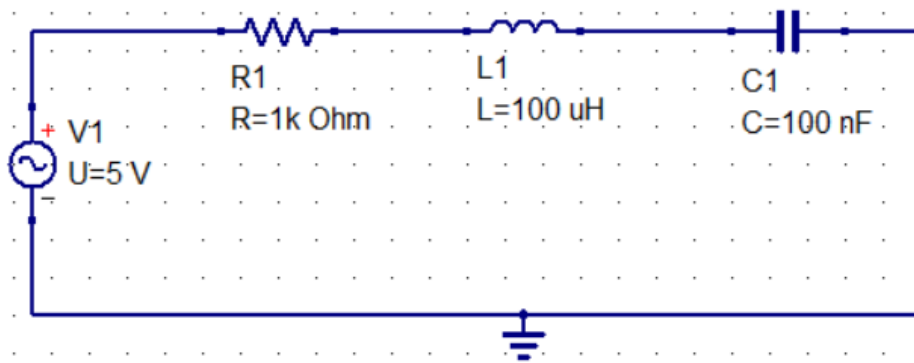 R1
R=1k Ohm
L1
L=100 uH
C1
C=100 nF
+ V1
U=5 V
−